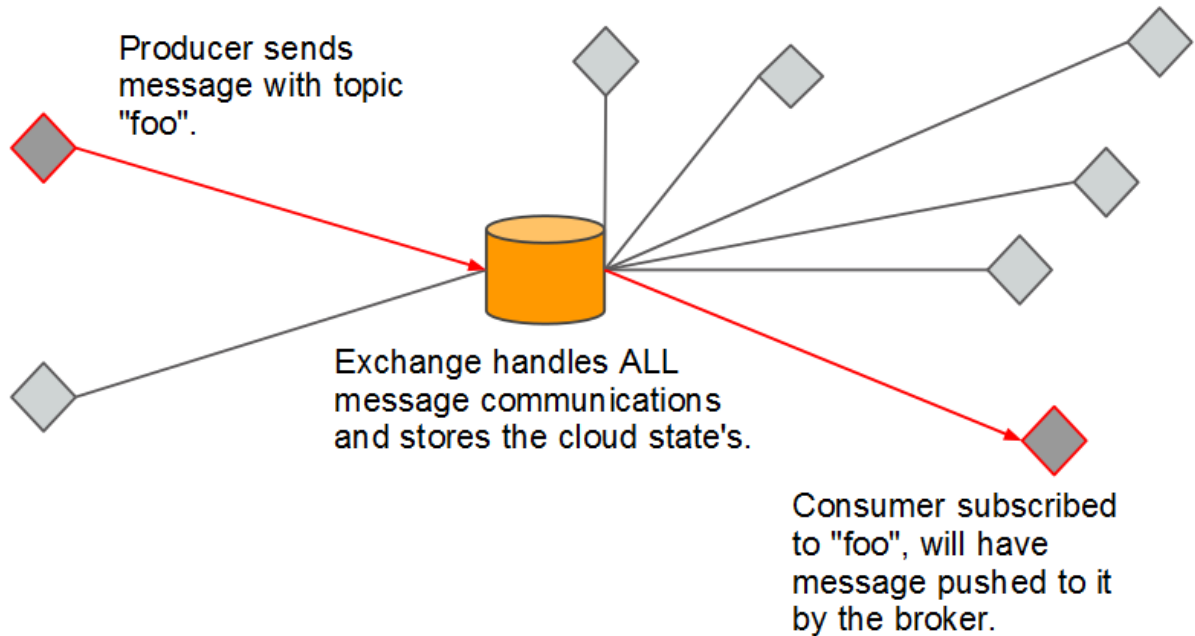 Producer sends
message with topic
"foo".
Exchange handles ALL
message communications
and stores the cloud state's.
Consumer subscribed
to "foo", will have
message pushed to it
by the broker.